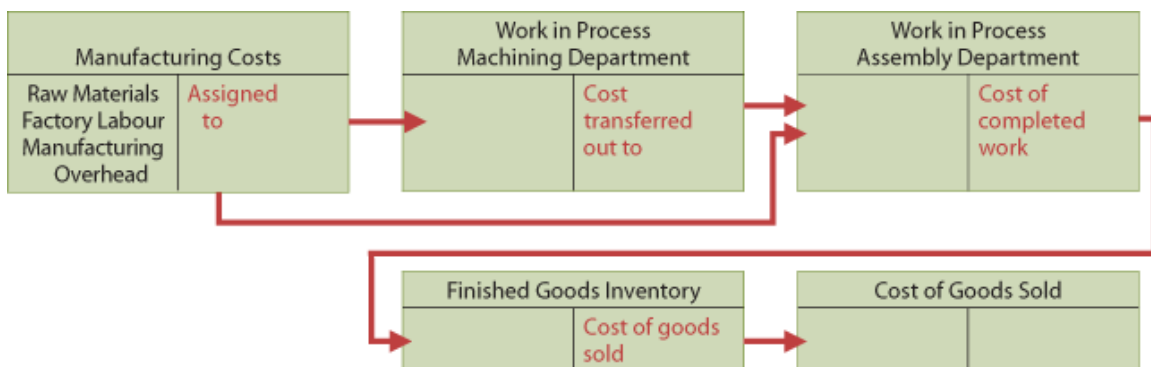 Manufacturing Costs
Raw Materials
Factory Labour
Manufacturing
Overhead
Assigned
to
Work in Process
Machining Department
Cost
transferred
out to
Work in Process
Assembly Department
Cost of
completed
work
Finished Goods Inventory
Cost of goods
sold
Cost of Goods Sold